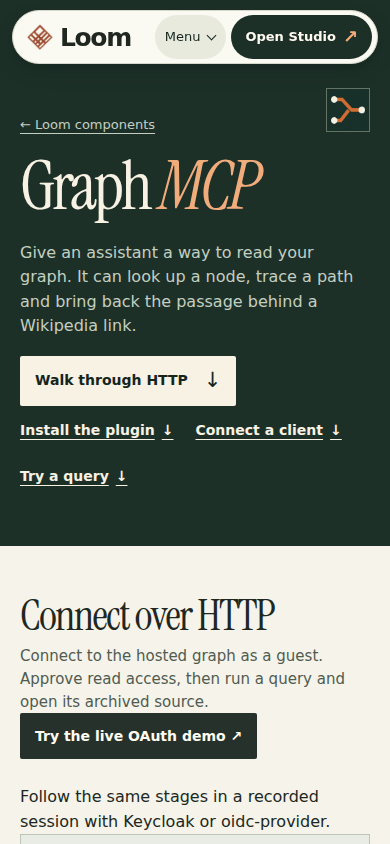 Loom
Menu
Open Studio ↗
← Loom components
Graph MCP
Give an assistant a way to read your
graph. It can look up a node, trace a path
and bring back the passage behind a
Wikipedia link.
Walk through HTTP ↓
Install the plugin ↓ Connect a client ↓
Try a query ↓
Connect over HTTP
Connect to the hosted graph as a guest.
Approve read access, then run a query and
open its archived source.
Try the live OAuth demo ↗
Follow the same stages in a recorded
session with Keycloak or oidc-provider.